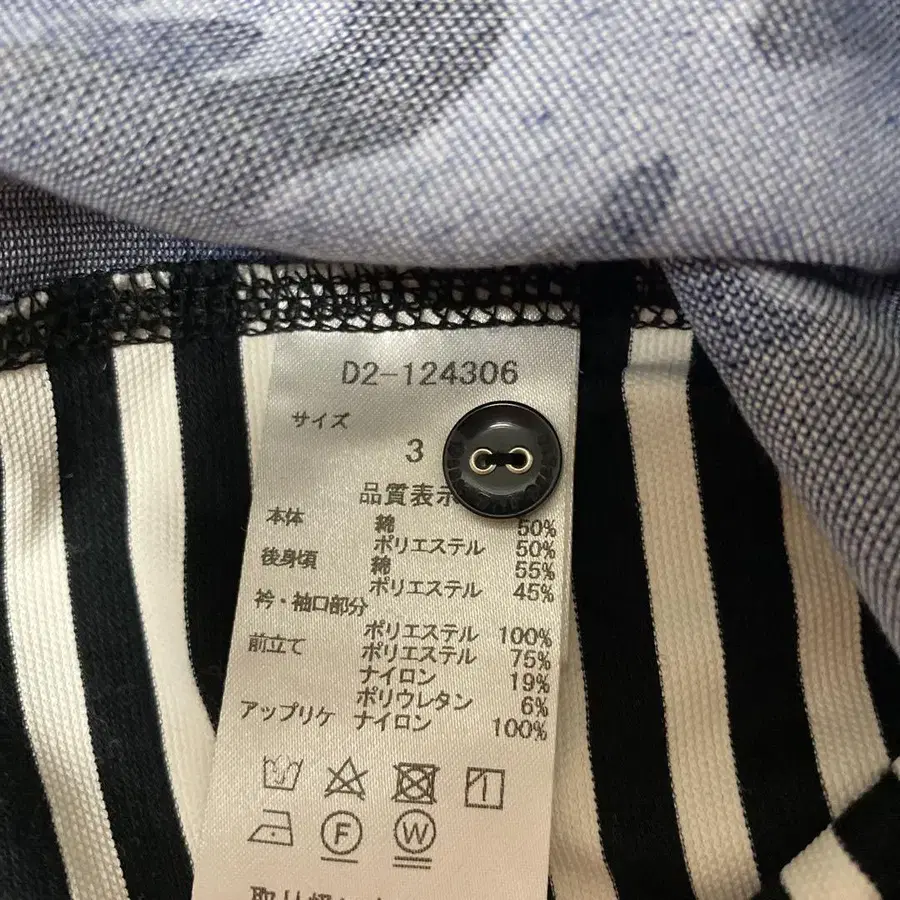 D2-124306
サイズ
3
品質表示
本体 綿 50%
ポリエステル 50%
後身頃 綿 55%
ポリエステル 45%
衿・袖口部分
ポリエステル 100%
前立て ポリエステル 75%
ナイロン 19%
ポリウレタン 6%
アップリケ ナイロン 100%
F W